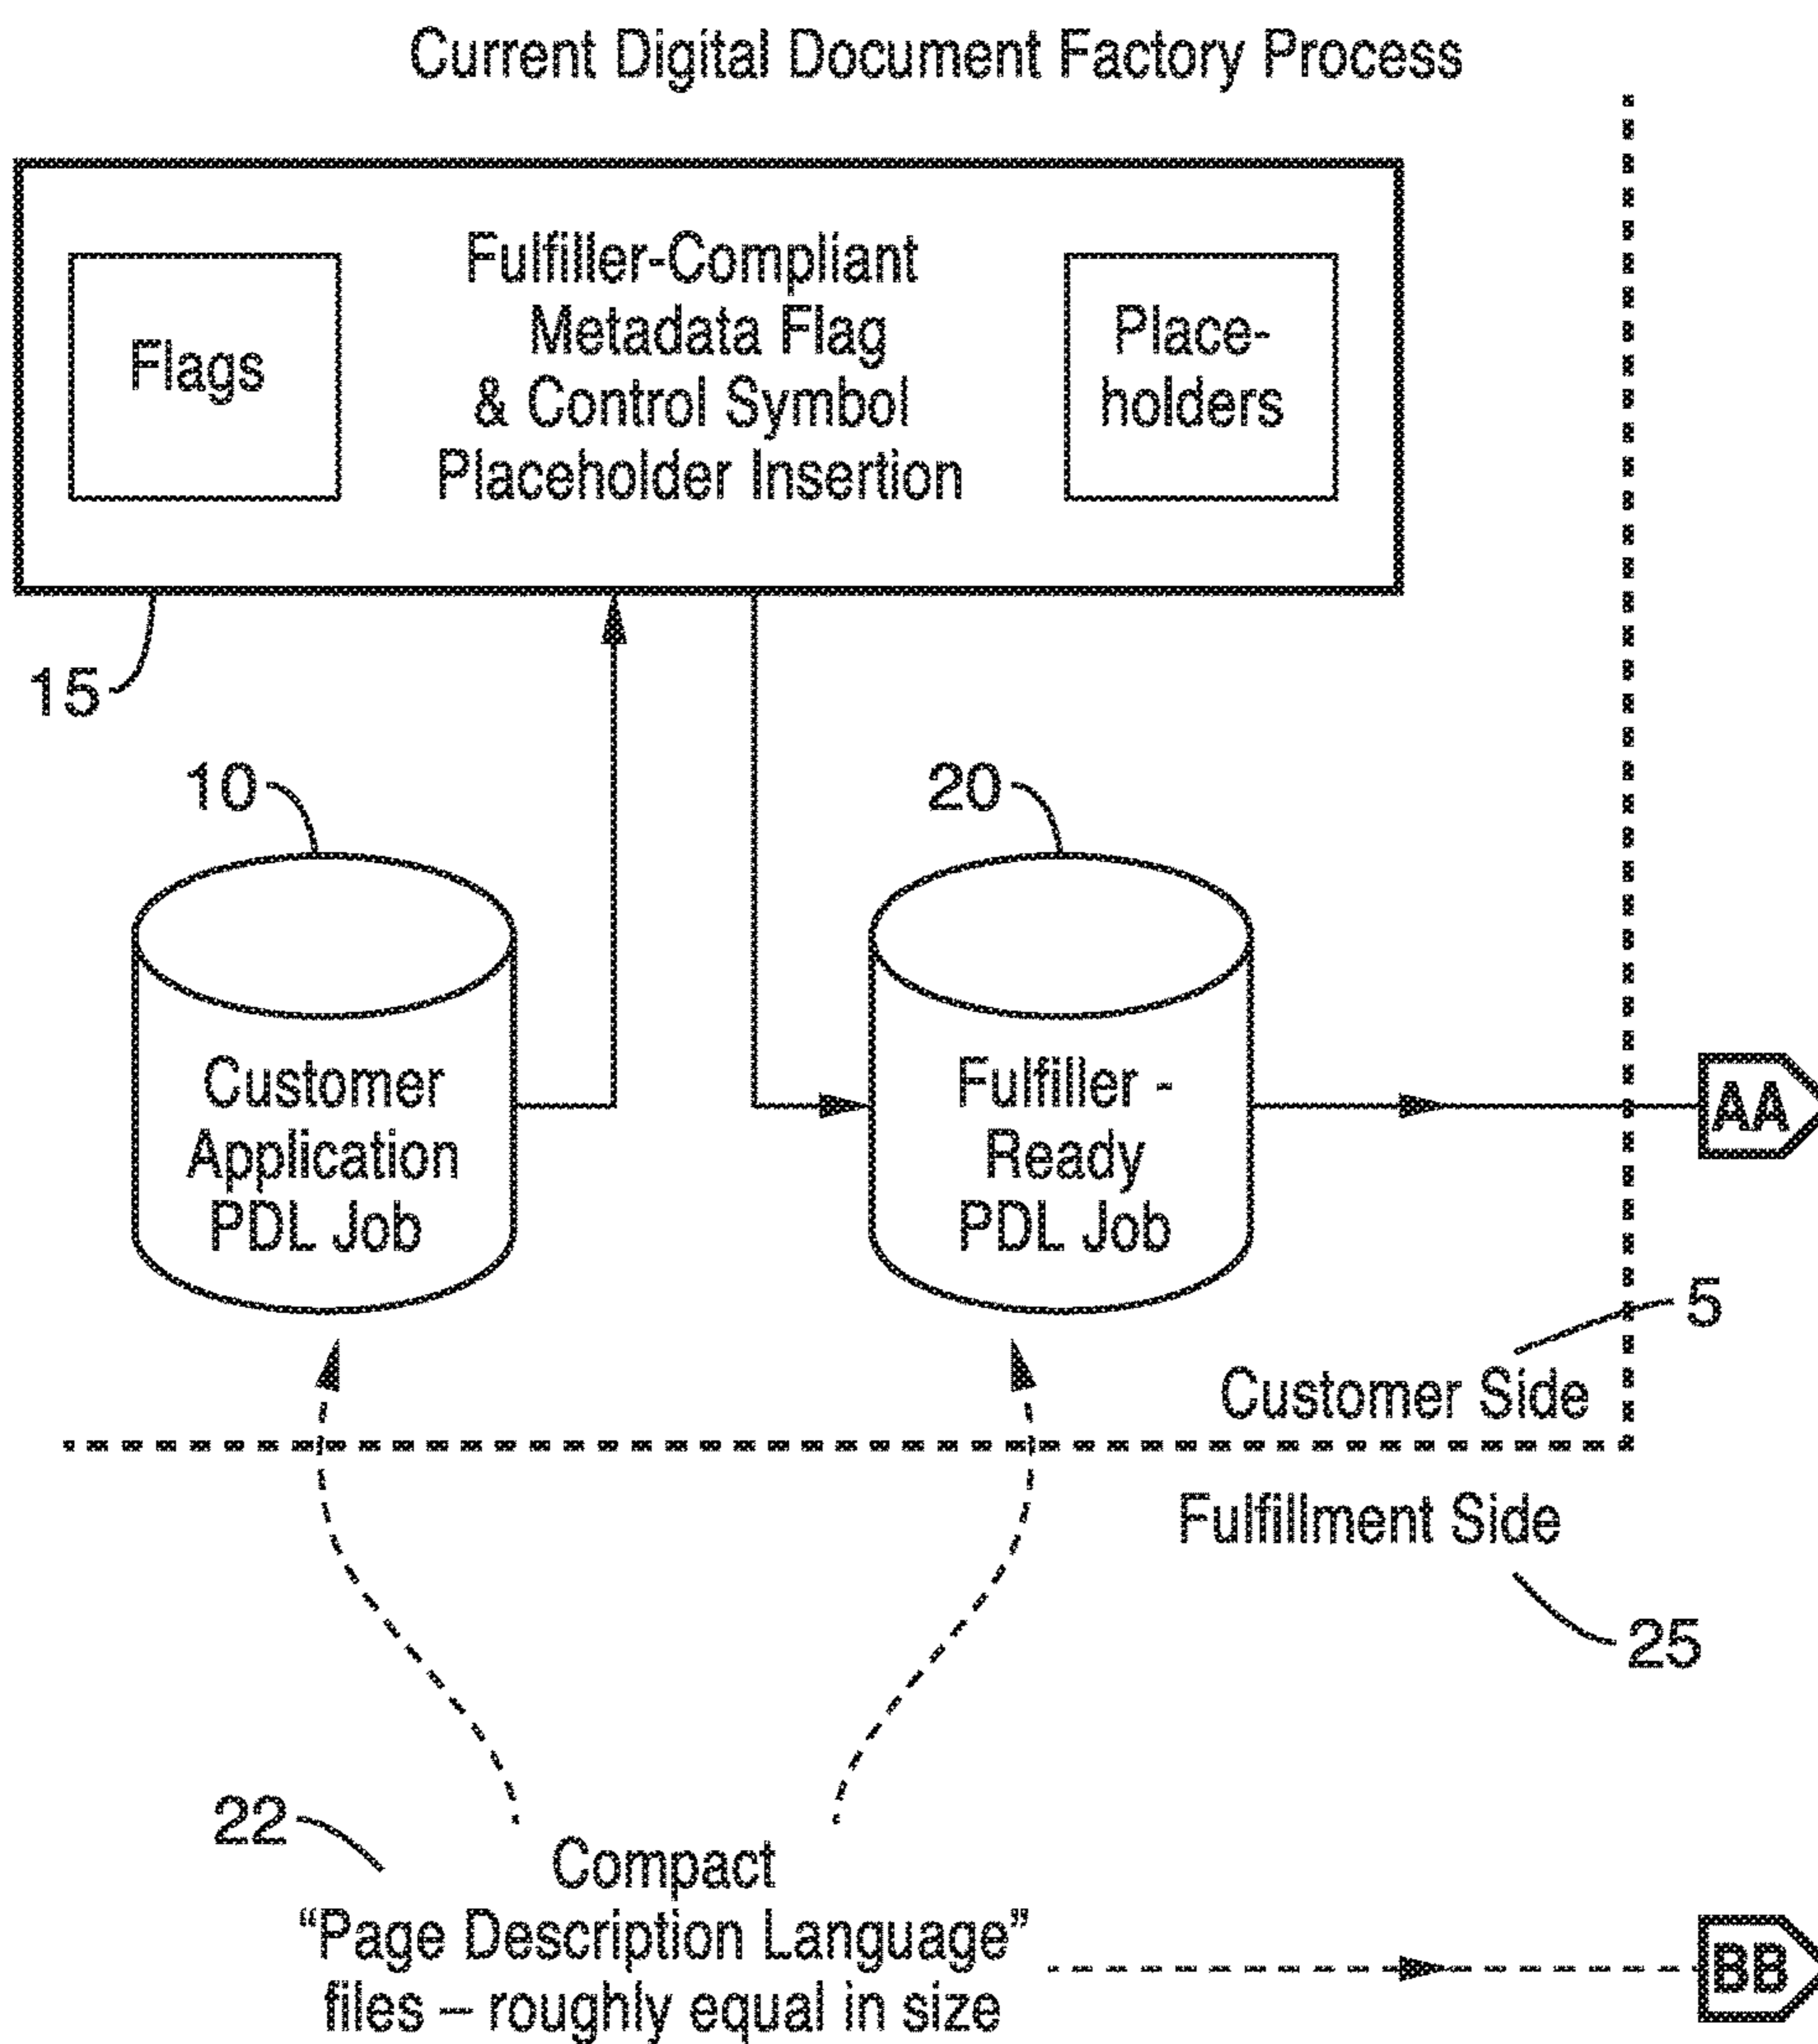 Current Digital Document Factory Process
Flags
Fulfiller-Compliant
Metadata Flag
& Control Symbol
Placeholder Insertion
Place-
holders
15
10
20
Customer
Application
PDL Job
Fulfiller -
Ready
PDL Job
AA
5
Customer Side
Fulfillment Side
25
22
Compact
“Page Description Language”
files – roughly equal in size
BB